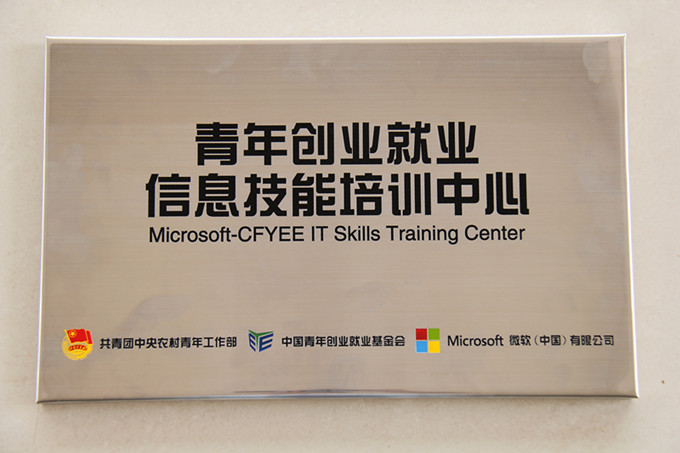 青年创业就业
信息技能培训中心
Microsoft-CFYEE IT Skills Training Center
共青团中央农村青年工作部 中国青年创业就业基金会 Microsoft 微软（中国）有限公司